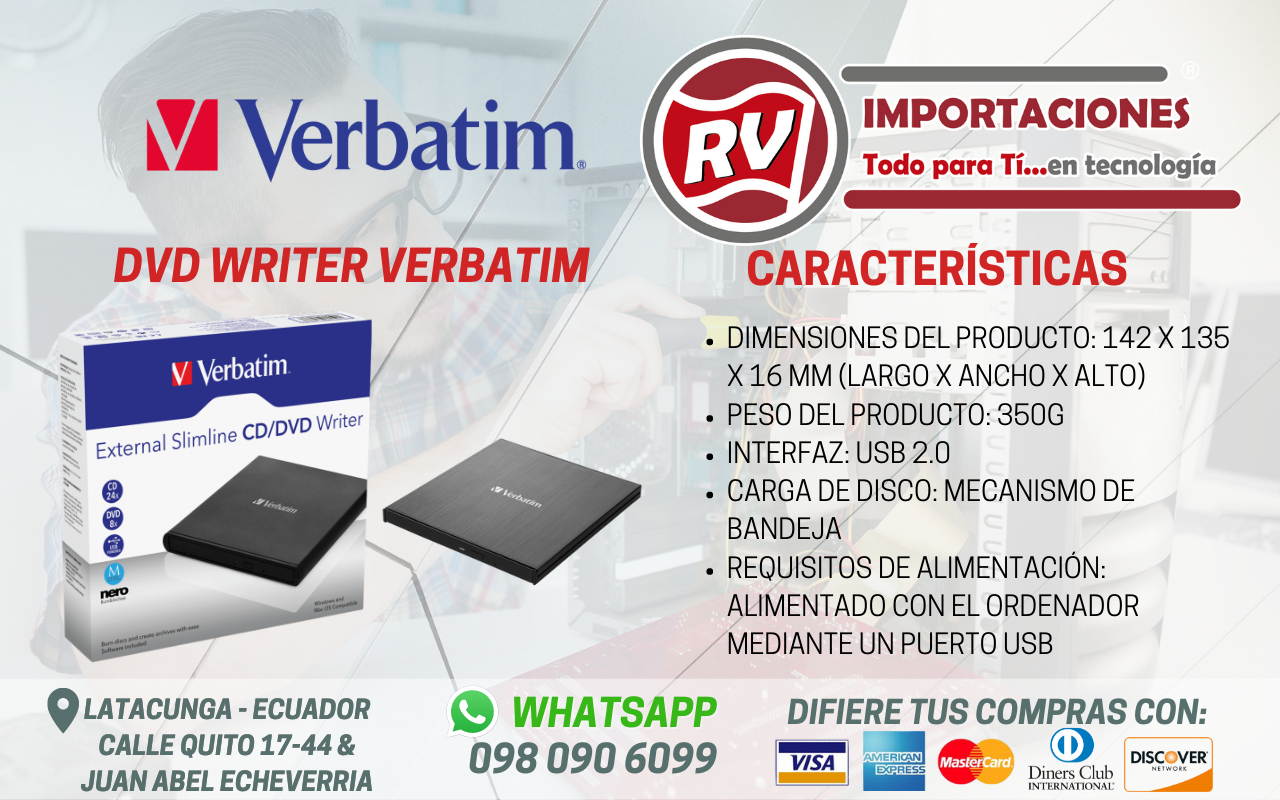 Verbatim®
RV
IMPORTACIONES ®
Todo para Tí...en tecnología
DVD WRITER VERBATIM
Verbatim
External Slimline CD/DVD Writer
CD
24x
DVD
8x
USB
M
nero
Verbatim
Windows and
Mac OS Compatible
Burn discs and create archives with ease
Software Included
Verbatim
CARACTERÍSTICAS
• DIMENSIONES DEL PRODUCTO: 142 X 135
X 16 MM (LARGO X ANCHO X ALTO)
• PESO DEL PRODUCTO: 350G
• INTERFAZ: USB 2.0
• CARGA DE DISCO: MECANISMO DE
BANDEJA
• REQUISITOS DE ALIMENTACIÓN:
ALIMENTADO CON EL ORDENADOR
MEDIANTE UN PUERTO USB
LATACUNGA - ECUADOR
CALLE QUITO 17-44 &
JUAN ABEL ECHEVERRIA
WHATSAPP
098 090 6099
DIFIERE TUS COMPRAS CON:
VISA
AMERICAN
EXPRESS
MasterCard
Diners Club
INTERNATIONAL®
DISCOVER®
NETWORK